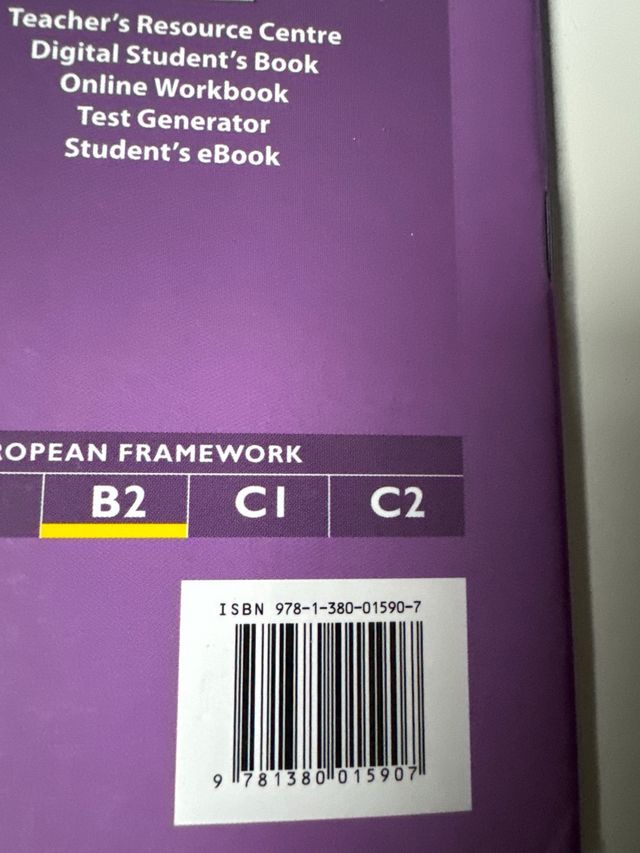 Teacher's Resource Centre
Digital Student's Book
Online Workbook
Test Generator
Student's eBook
ROPEAN FRAMEWORK
B2 C1 C2
ISBN 978-1-380-01590-7
9 781380 015907